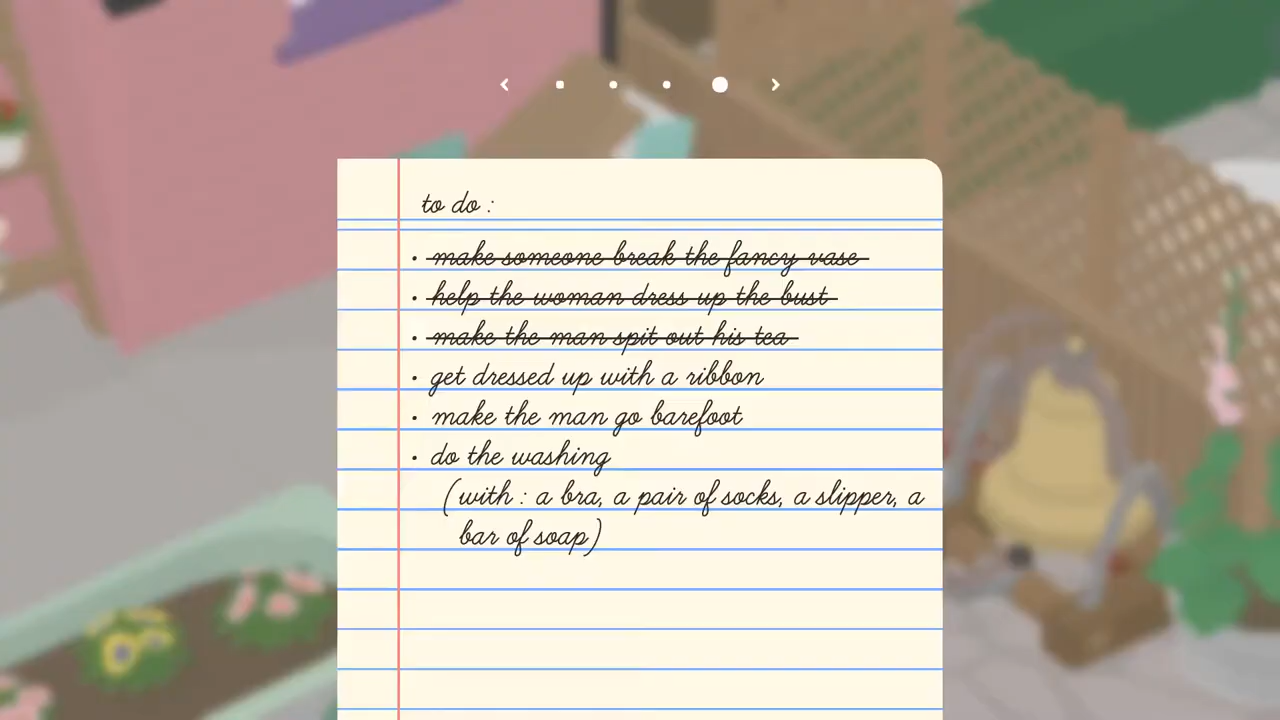 to do :
• make someone break the fancy vase
• help the woman dress up the bust
• make the man spit out his tea
• get dressed up with a ribbon
• make the man go barefoot
• do the washing
(with : a bra, a pair of socks, a slipper, a
bar of soap)